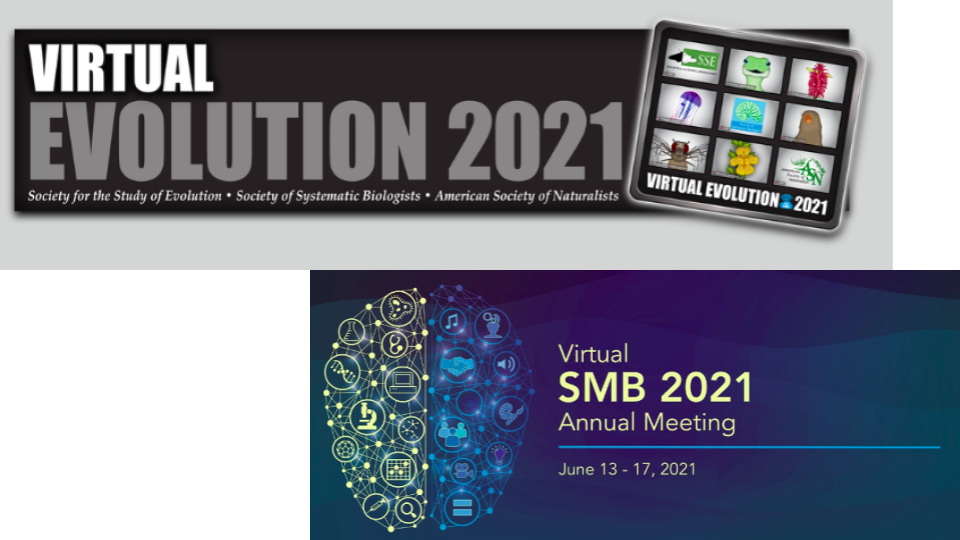 VIRTUAL
EVOLUTION 2021
Society for the Study of Evolution • Society of Systematic Biologists • American Society of Naturalists
SSE
ASN
VIRTUAL EVOLUTION 2021
Virtual
SMB 2021
Annual Meeting
June 13 - 17, 2021